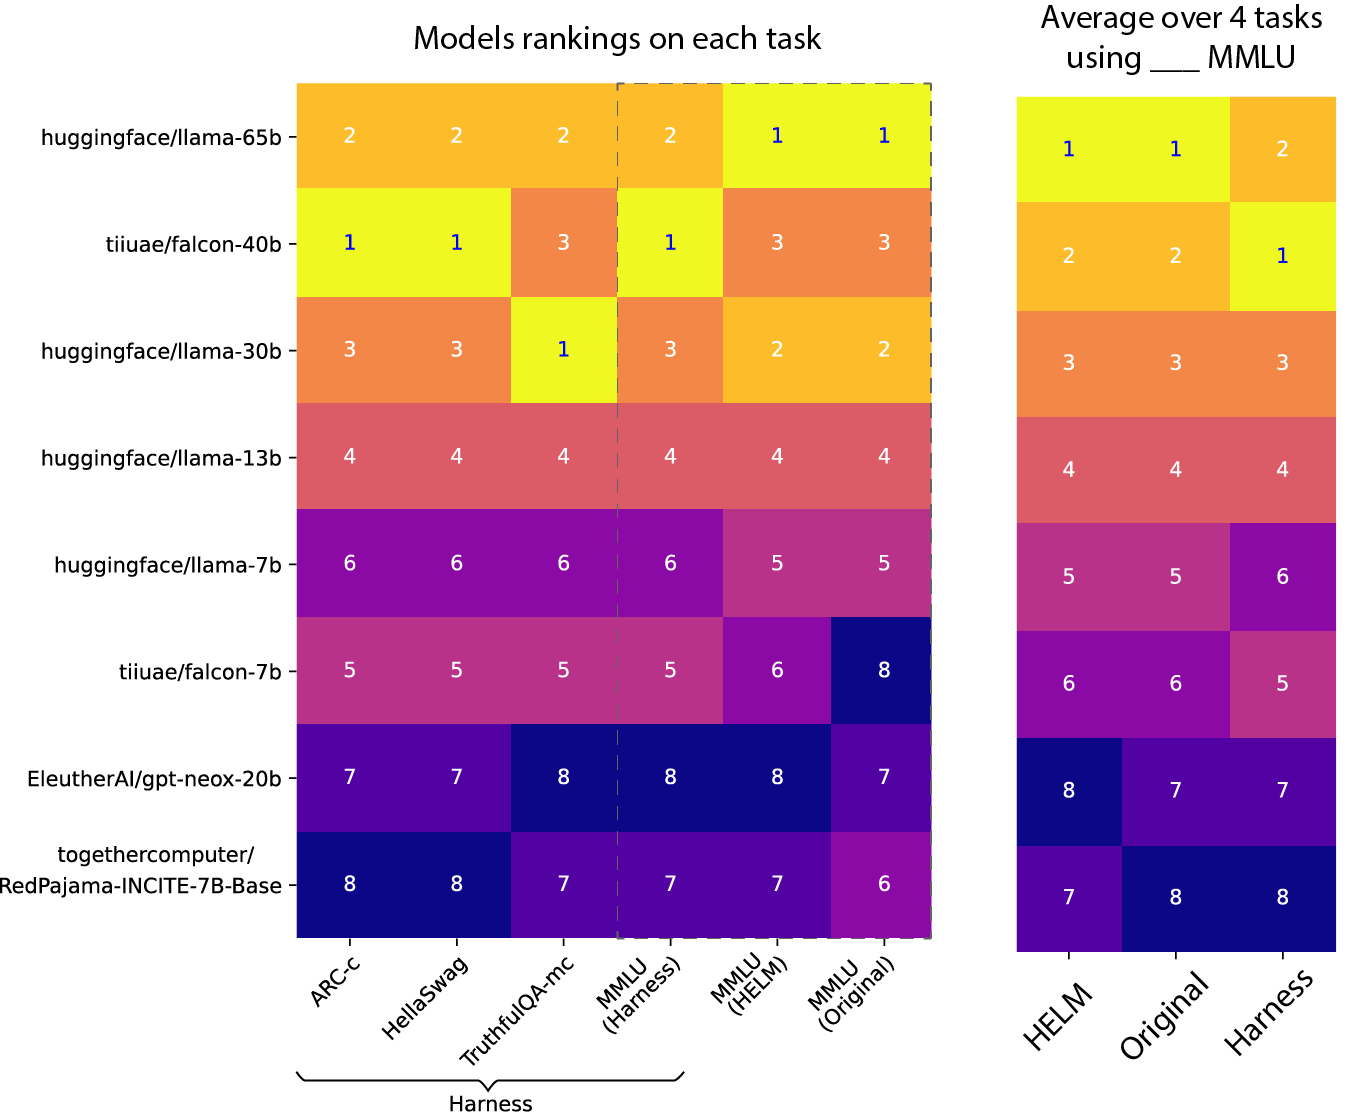 Models rankings on each task
Average over 4 tasks
using ___ MMLU
huggingface/llama-65b 2 2 2 2 1 1 1 1 2
tiiuae/falcon-40b 1 1 3 1 3 3 2 2 1
huggingface/llama-30b 3 3 1 3 2 2 3 3 3
huggingface/llama-13b 4 4 4 4 4 4 4 4 4
huggingface/llama-7b 6 6 6 6 5 5 5 5 6
tiiuae/falcon-7b 5 5 5 5 6 8 6 6 5
EleutherAI/gpt-neox-20b 7 7 8 8 8 7 8 7 7
togethercomputer/
RedPajama-INCITE-7B-Base 8 8 7 7 7 6 7 8 8
ARC-c
HellaSwag
TruthfulQA-mc
MMLU
(Harness)
MMLU
(HELM)
MMLU
(Original)
HELM
Original
Harness
Harness